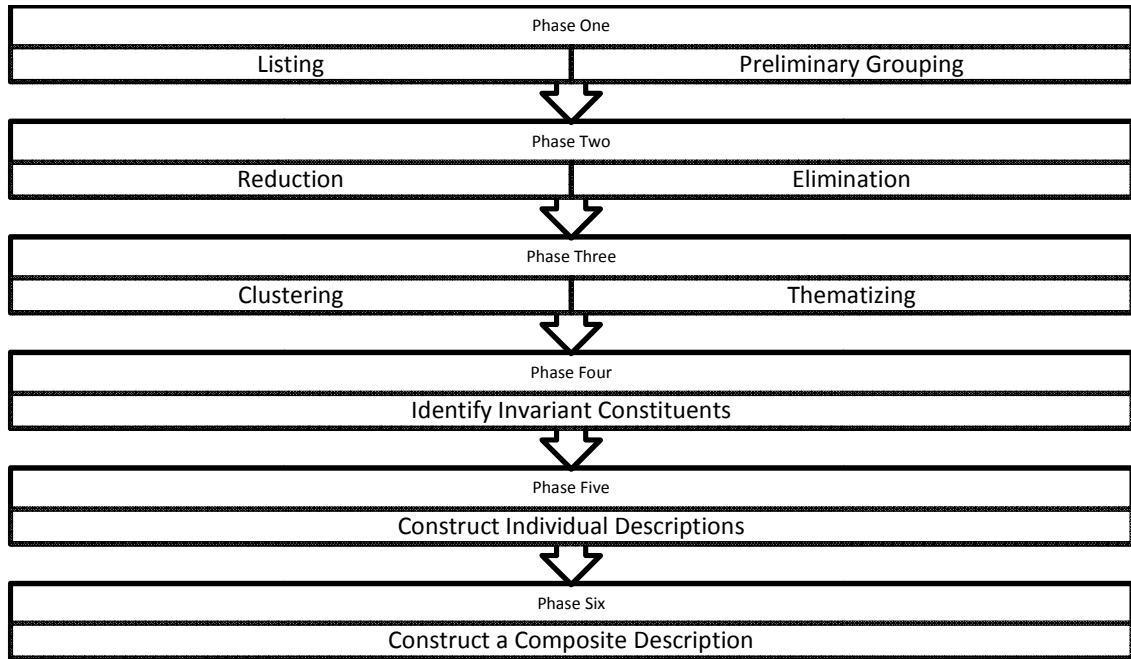 Phase One
Listing Preliminary Grouping
Phase Two
Reduction Elimination
Phase Three
Clustering Thematizing
Phase Four
Identify Invariant Constituents
Phase Five
Construct Individual Descriptions
Phase Six
Construct a Composite Description